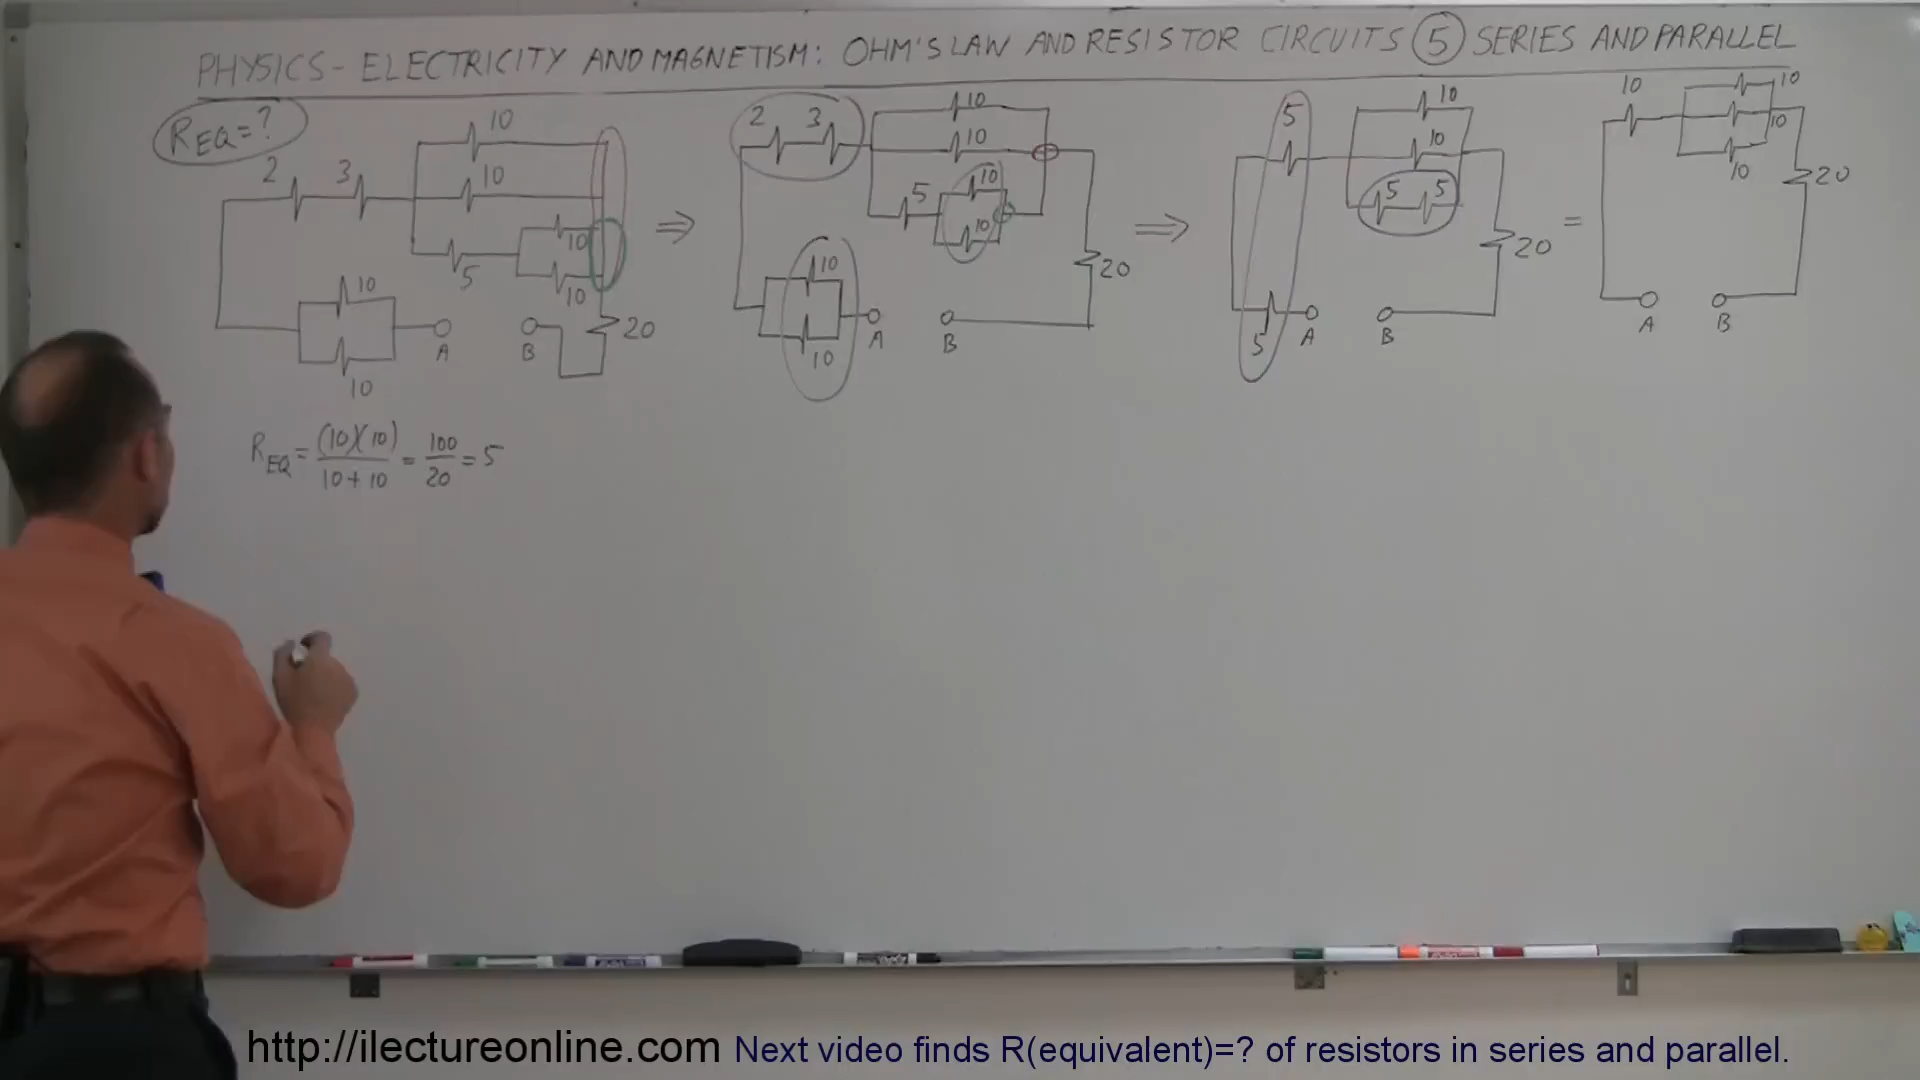 PHYSICS - ELECTRICITY AND MAGNETISM: OHM'S LAW AND RESISTOR CIRCUITS 5 SERIES AND PARALLEL
REQ = ?
2 3 10 10 5 10 10 10 10 A B 20
⇒
2 3 10 10 5 10 10 10 10 A B 20
⇒
5 10 10 5 5 5 A B 20
=
10 10 10 10 A B 20
REQ = (10)(10) / 10 + 10 = 100 / 20 = 5
http://ilectureonline.com Next video finds R(equivalent)=? of resistors in series and parallel.